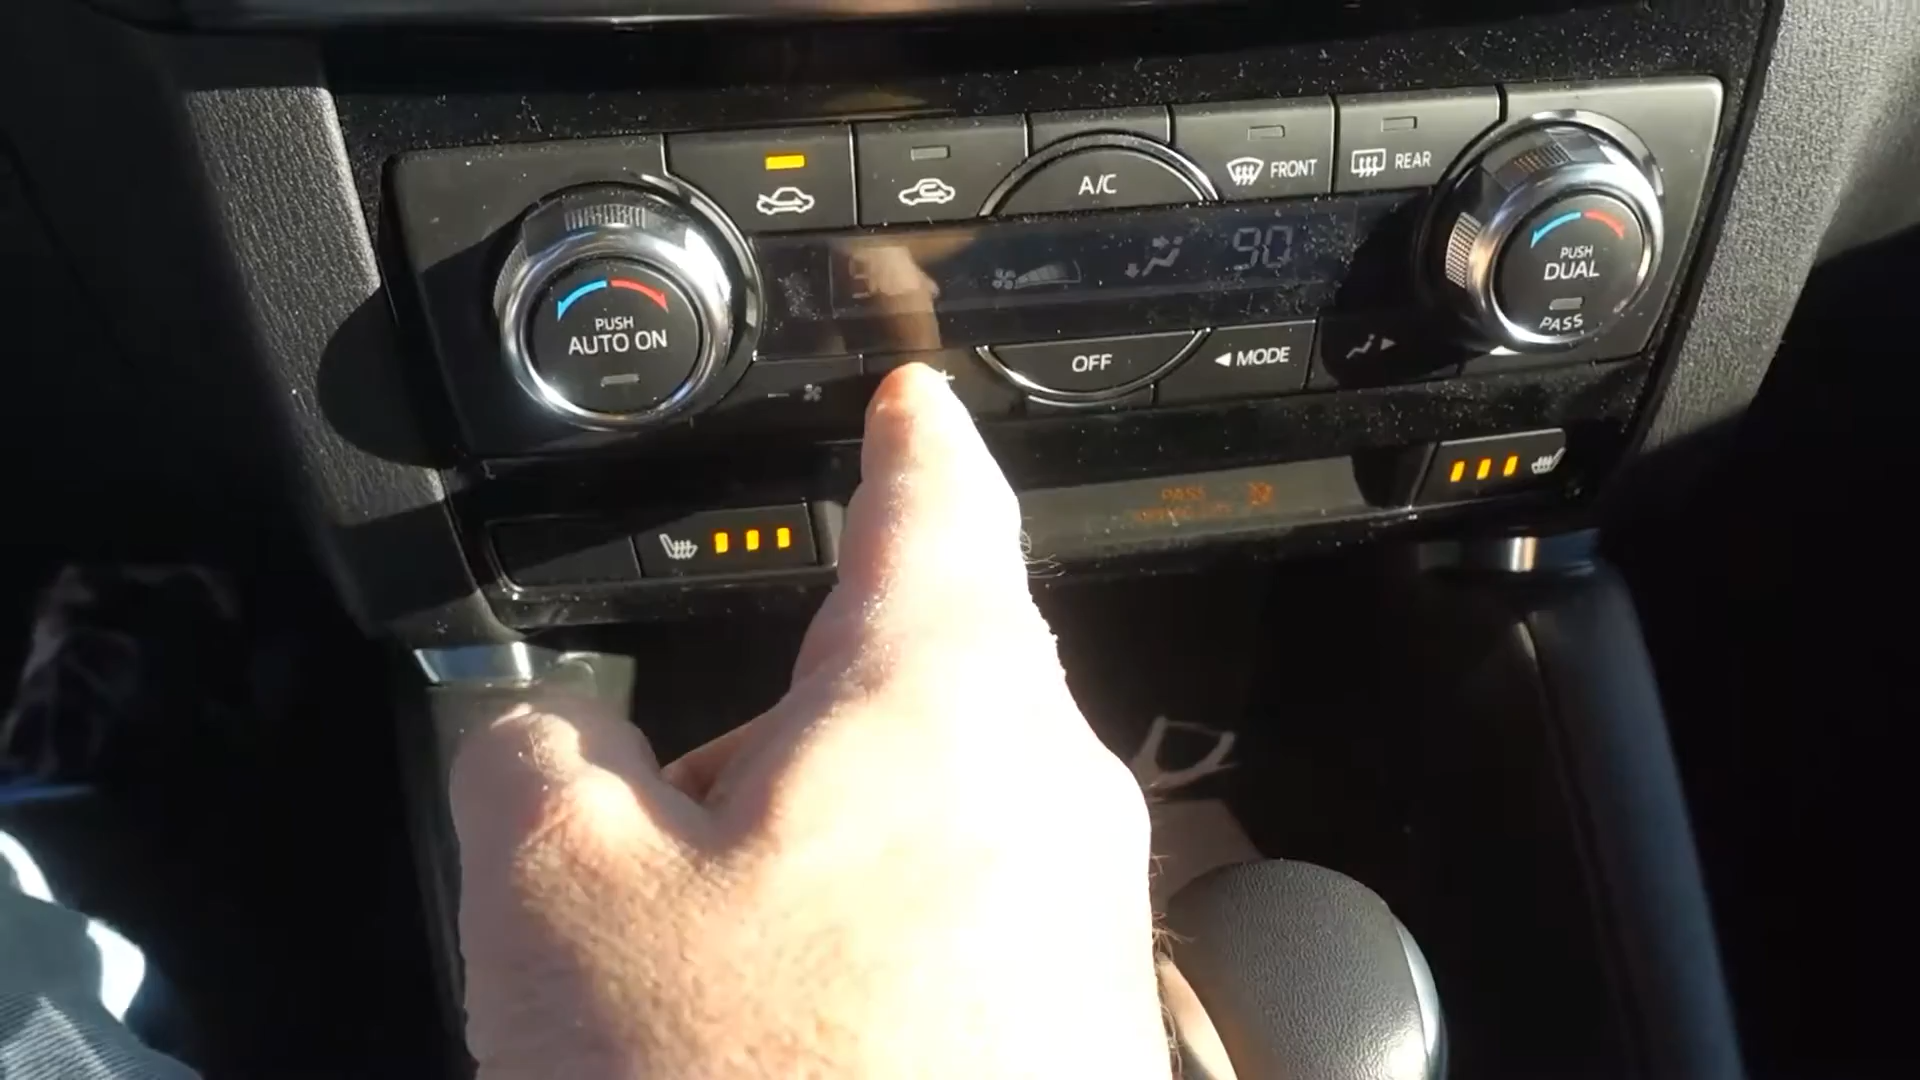 A/C
FRONT
REAR
90
PUSH
AUTO ON
PUSH
DUAL
PASS
− +
OFF
◀ MODE
PASS